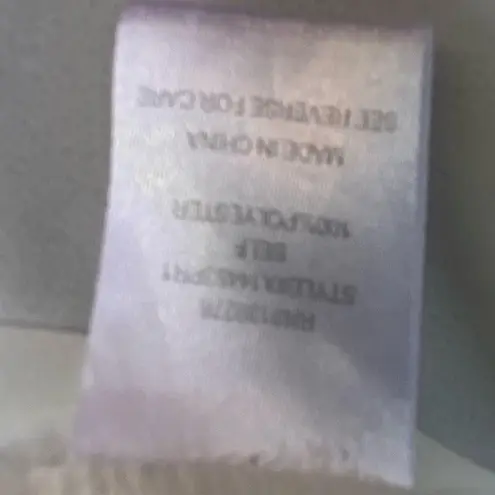 SELF
100% POLYESTER
MADE IN CHINA
SEE REVERSE FOR CARE